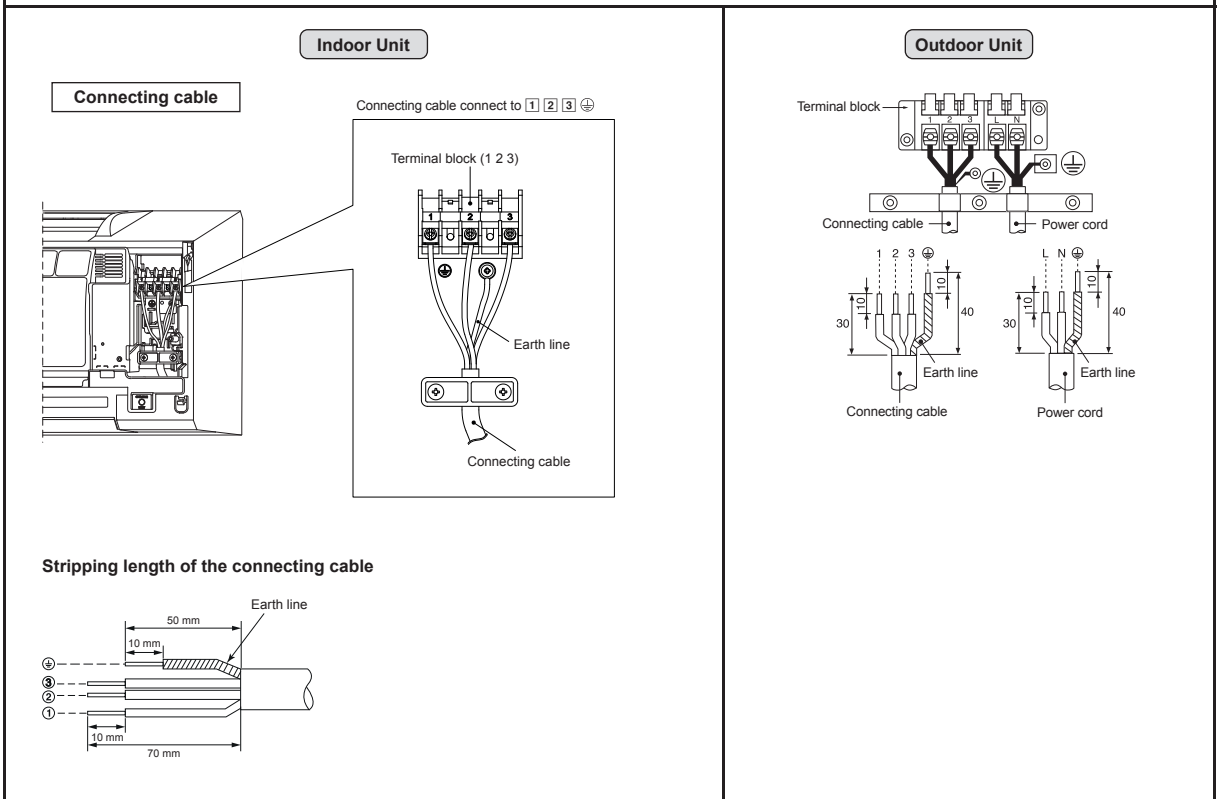 Indoor Unit
Connecting cable
Connecting cable connect to 1 2 3 ⏚
Terminal block (1 2 3)
1 2 3
Earth line
Connecting cable
Stripping length of the connecting cable
Earth line
50 mm
10 mm
⏚
③
②
①
10 mm
70 mm
Outdoor Unit
Terminal block
1 2 3 L N
Connecting cable
Power cord
1 2 3 ⏚
10
10
30
40
Earth line
Connecting cable
L N ⏚
10
10
30
40
Earth line
Power cord